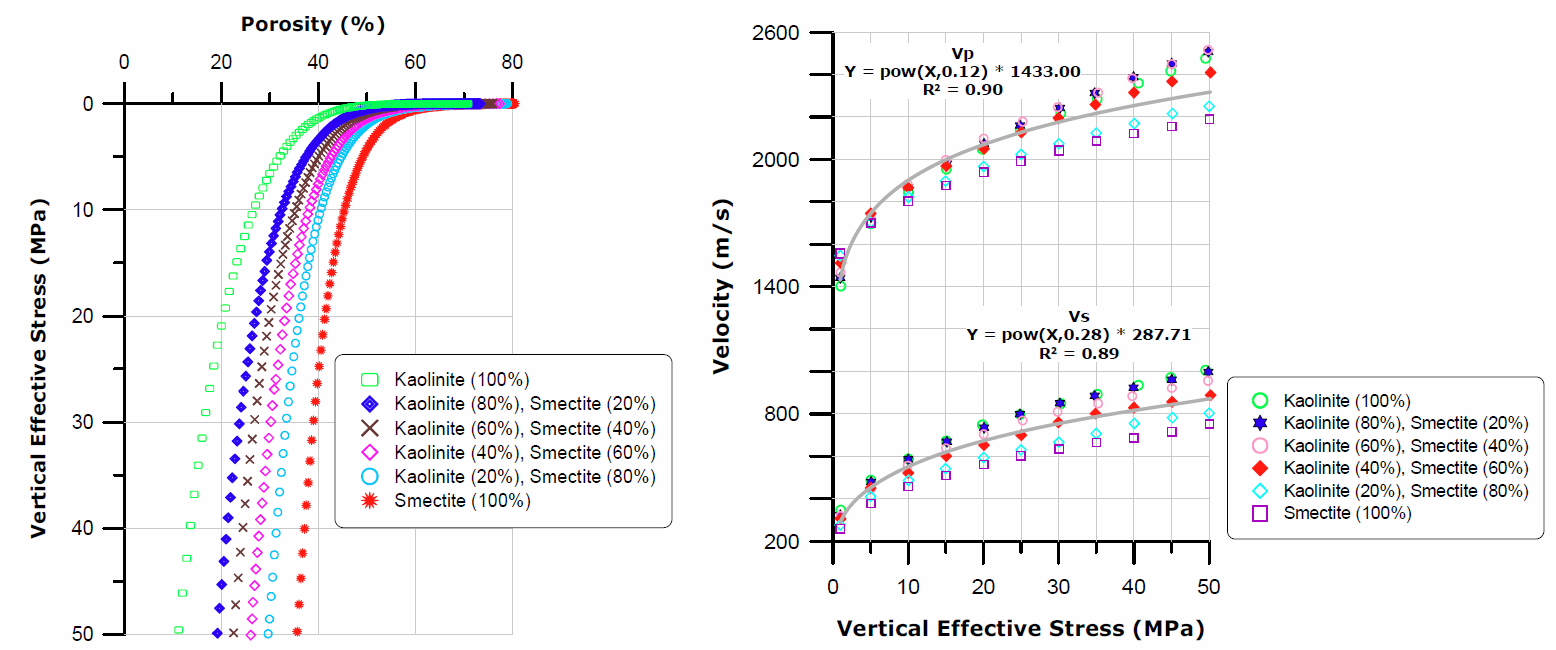 Porosity (%)
0 20 40 60 80
0
10
20
30
40
50
Vertical Effective Stress (MPa)
Kaolinite (100%)
Kaolinite (80%), Smectite (20%)
Kaolinite (60%), Smectite (40%)
Kaolinite (40%), Smectite (60%)
Kaolinite (20%), Smectite (80%)
Smectite (100%)
2600
2000
1400
800
200
Velocity (m/s)
Vp
Y = pow(X,0.12) * 1433.00
R² = 0.90
Vs
Y = pow(X,0.28) * 287.71
R² = 0.89
0 10 20 30 40 50
Vertical Effective Stress (MPa)
Kaolinite (100%)
Kaolinite (80%), Smectite (20%)
Kaolinite (60%), Smectite (40%)
Kaolinite (40%), Smectite (60%)
Kaolinite (20%), Smectite (80%)
Smectite (100%)